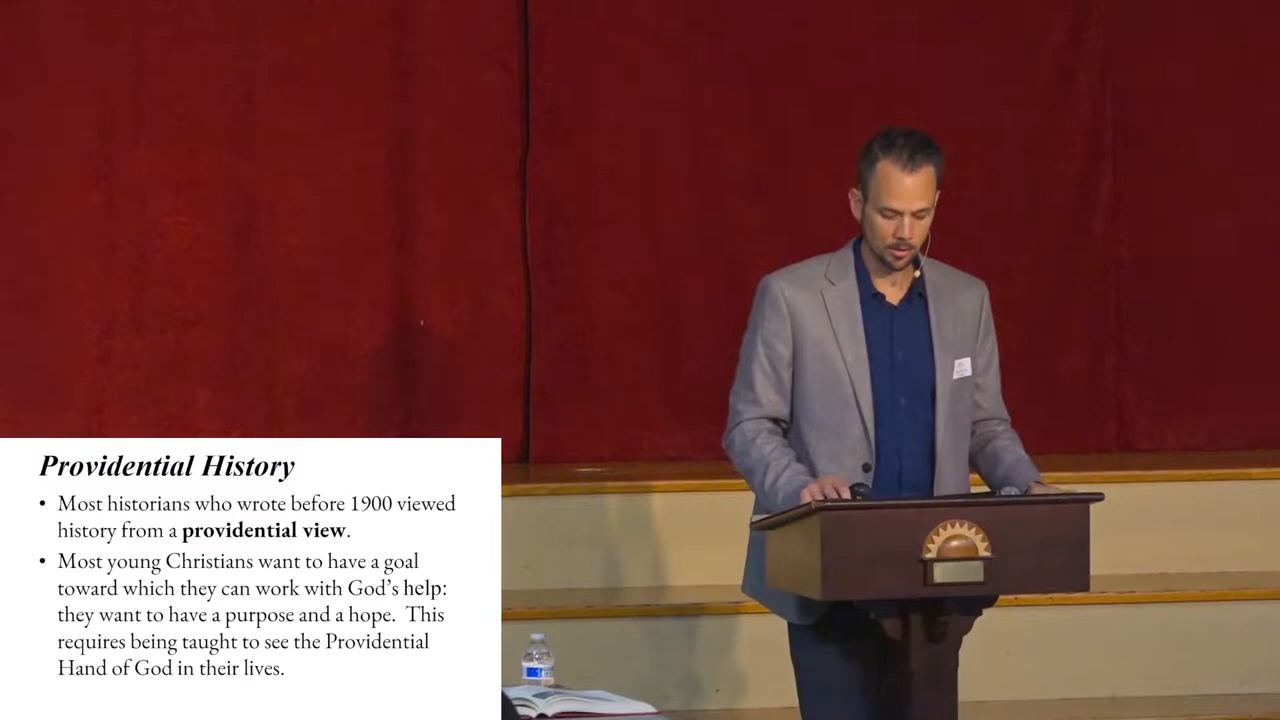 Providential History
• Most historians who wrote before 1900 viewed
history from a providential view.
• Most young Christians want to have a goal
toward which they can work with God's help:
they want to have a purpose and a hope. This
requires being taught to see the Providential
Hand of God in their lives.